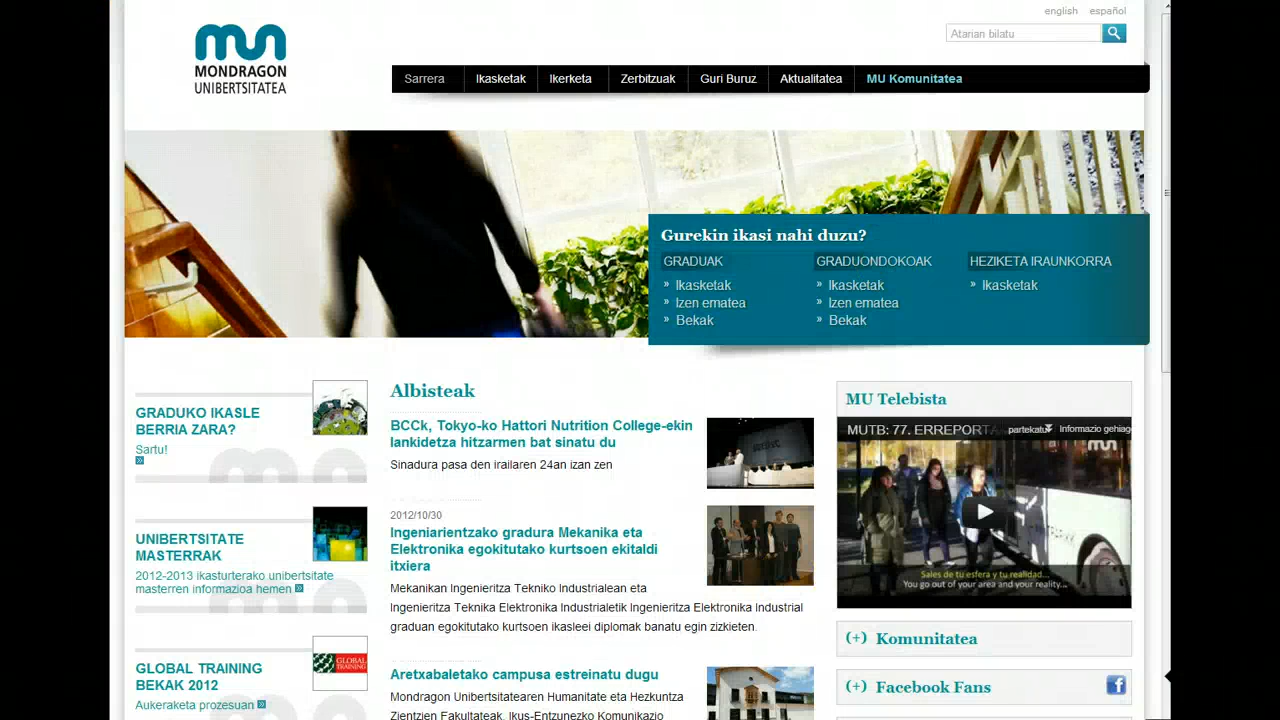 english español
Atarian bilatu
MONDRAGON
UNIBERTSITATEA
Sarrera Ikasketak Ikerketa Zerbitzuak Guri Buruz Aktualitatea MU Komunitatea
Gurekin ikasi nahi duzu?
GRADUAK
» Ikasketak
» Izen ematea
» Bekak
GRADUONDOKOAK
» Ikasketak
» Izen ematea
» Bekak
HEZIKETA IRAUNKORRA
» Ikasketak
GRADUKO IKASLE
BERRIA ZARA?
Sartu!
UNIBERTSITATE
MASTERRAK
2012-2013 ikasturterako unibertsitate
masterren informazioa hemen
GLOBAL TRAINING
BEKAK 2012
Aukeraketa prozesuan
GLOBAL
TRAINING
Albisteak
BCCk, Tokyo-ko Hattori Nutrition College-ekin
lankidetza hitzarmen bat sinatu du
Sinadura pasa den irailaren 24an izan zen
2012/10/30
Ingeniarientzako gradura Mekanika eta
Elektronika egokitutako kurtsoen ekitaldi
itxiera
Mekanikan Ingenieritza Tekniko Industrialean eta
Ingenieritza Teknika Elektronika Industrialetik Ingenieritza Elektronika Industrial
graduan egokitutako kurtsoen ikasleei diplomak banatu egin zizkieten.
Aretxabaletako campusa estreinatu dugu
Mondragon Unibertsitatearen Humanitate eta Hezkuntza
Zientzien Fakultateak, Ikus-Entzunezko Komunikazio
MU Telebista
MUTB: 77. ERREPORTA partekatu Informazio gehiago
Sales de tu esfera y tu realidad...
You go out of your area and your reality...
(+) Komunitatea
(+) Facebook Fans